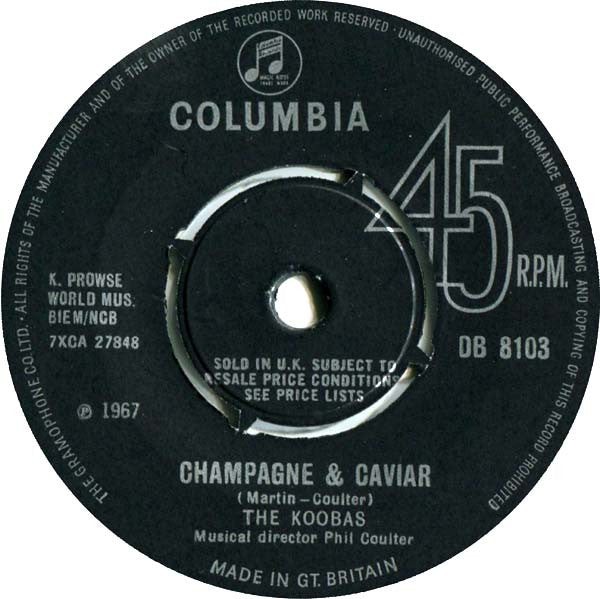 THE GRAMOPHONE CO. LTD. · ALL RIGHTS OF THE MANUFACTURER AND OF THE OWNER OF THE RECORDED WORK RESERVED · UNAUTHORISED PUBLIC PERFORMANCE BROADCASTING AND COPYING OF THIS RECORD PROHIBITED
COLUMBIA
45
R.P.M.
K. PROWSE
WORLD MUS.
BIEM/NCB
7XCA 27848
DB 8103
SOLD IN U.K. SUBJECT TO
RESALE PRICE CONDITIONS
SEE PRICE LISTS
℗ 1967
CHAMPAGNE & CAVIAR
(Martin – Coulter)
THE KOOBAS
Musical director Phil Coulter
MADE IN GT. BRITAIN